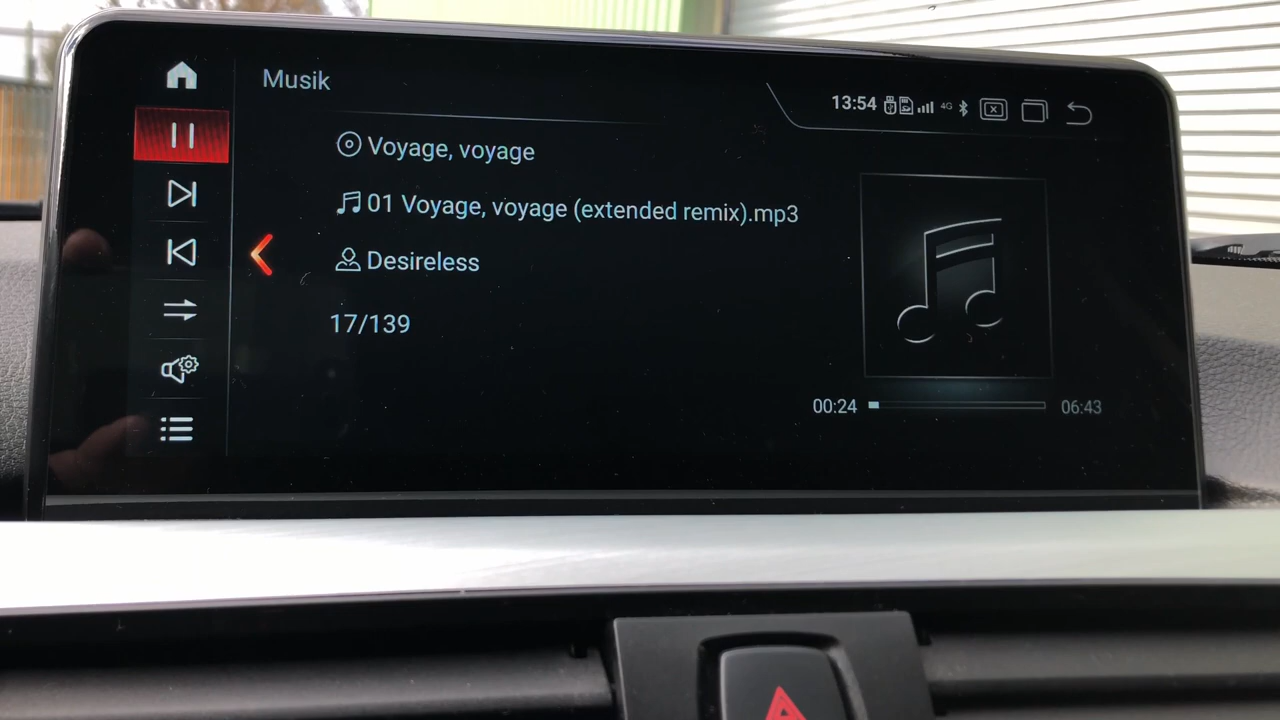 Musik
13:54
4G
Voyage, voyage
01 Voyage, voyage (extended remix).mp3
Desireless
17/139
00:24
06:43